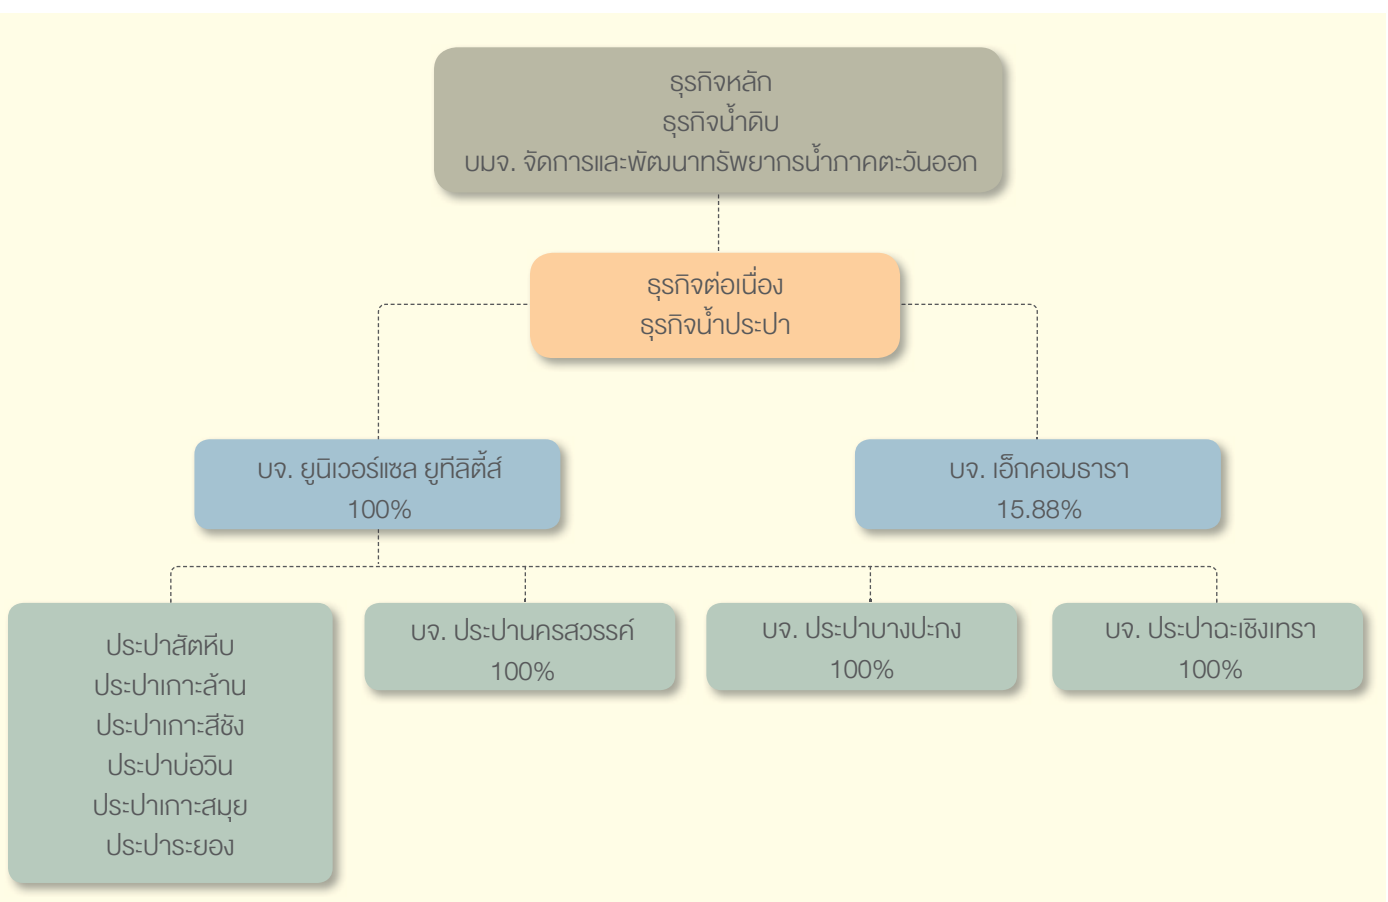 ธุรกิจหลัก
ธุรกิจน้ำดิบ
บมจ. จัดการและพัฒนาทรัพยากรน้ำภาคตะวันออก
ธุรกิจต่อเนื่อง
ธุรกิจน้ำประปา
บจ. ยูนิเวอร์แซล ยูทีลิตี้ส์
100%
บจ. เอ็กคอมธารา
15.88%
ประปาสัตหีบ
ประปาเกาะล้าน
ประปาเกาะสีชัง
ประปาบ่อวิน
ประปาเกาะสมุย
ประปาระยอง
บจ. ประปานครสวรรค์
100%
บจ. ประปาบางปะกง
100%
บจ. ประปาฉะเชิงเทรา
100%